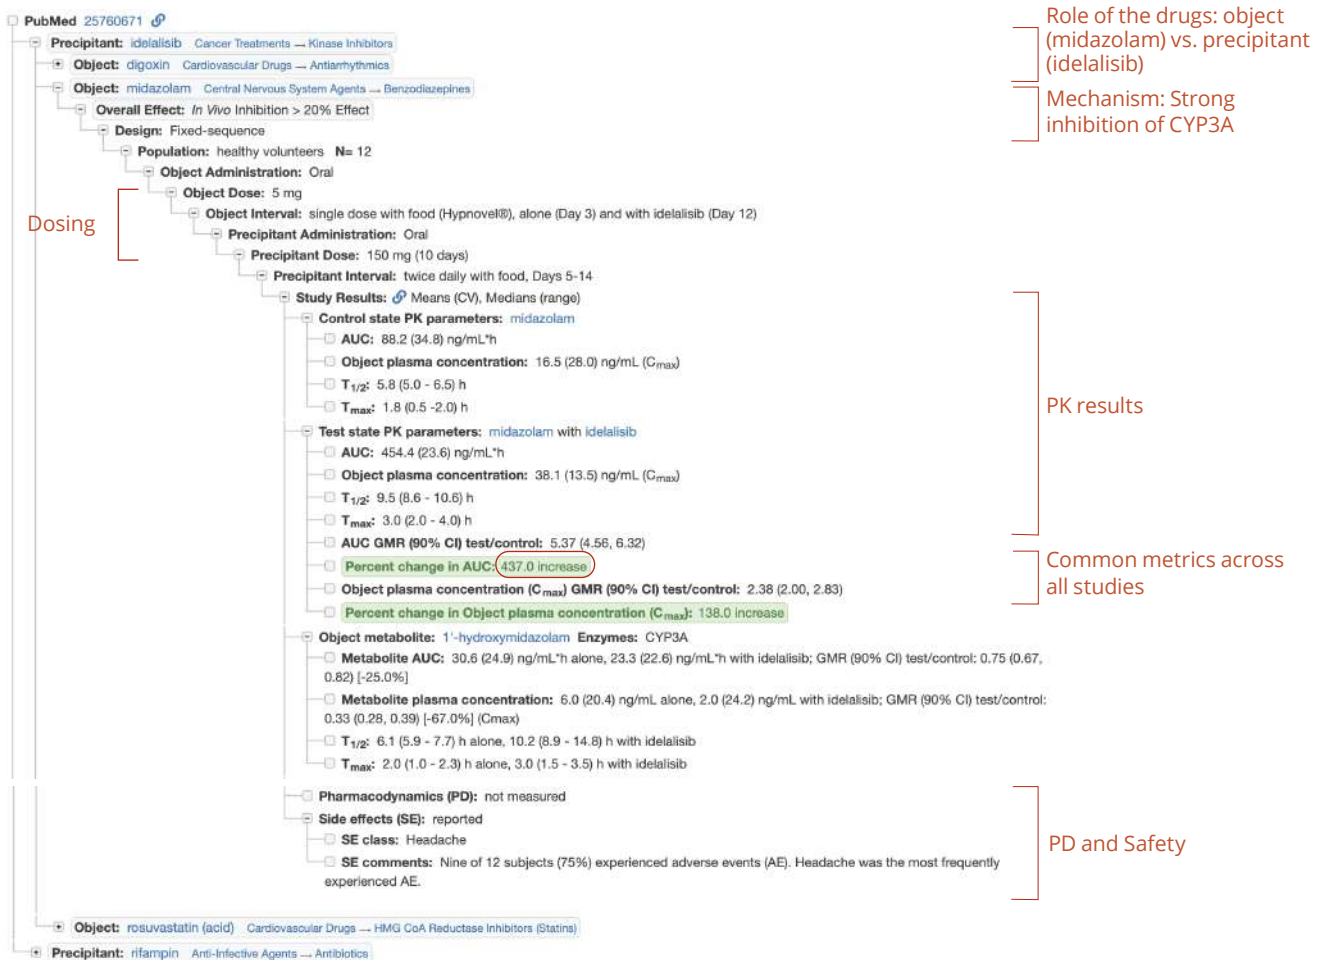 PubMed 25760671
Role of the drugs: object
(midazolam) vs. precipitant
(idelalisib)
Precipitant: idelalisib Cancer Treatments → Kinase Inhibitors
Object: digoxin Cardiovascular Drugs → Antiarrhythmics
Object: midazolam Central Nervous System Agents → Benzodiazepines
Mechanism: Strong
inhibition of CYP3A
Overall Effect: In Vivo Inhibition > 20% Effect
Design: Fixed-sequence
Population: healthy volunteers N= 12
Object Administration: Oral
Dosing
Object Dose: 5 mg
Object Interval: single dose with food (Hypnovel®), alone (Day 3) and with idelalisib (Day 12)
Precipitant Administration: Oral
Precipitant Dose: 150 mg (10 days)
Precipitant Interval: twice daily with food, Days 5-14
Study Results: Means (CV), Medians (range)
Control state PK parameters: midazolam
AUC: 88.2 (34.8) ng/mL*h
Object plasma concentration: 16.5 (28.0) ng/mL (Cmax)
T1/2: 5.8 (5.0 - 6.5) h
Tmax: 1.8 (0.5 -2.0) h
PK results
Test state PK parameters: midazolam with idelalisib
AUC: 454.4 (23.6) ng/mL*h
Object plasma concentration: 38.1 (13.5) ng/mL (Cmax)
T1/2: 9.5 (8.6 - 10.6) h
Tmax: 3.0 (2.0 - 4.0) h
AUC GMR (90% CI) test/control: 5.37 (4.56, 6.32)
Percent change in AUC: 437.0 increase
Common metrics across
all studies
Object plasma concentration (Cmax) GMR (90% CI) test/control: 2.38 (2.00, 2.83)
Percent change in Object plasma concentration (Cmax): 138.0 increase
Object metabolite: 1'-hydroxymidazolam Enzymes: CYP3A
Metabolite AUC: 30.6 (24.9) ng/mL*h alone, 23.3 (22.6) ng/mL*h with idelalisib; GMR (90% CI) test/control: 0.75 (0.67,
0.82) [-25.0%]
Metabolite plasma concentration: 6.0 (20.4) ng/mL alone, 2.0 (24.2) ng/mL with idelalisib; GMR (90% CI) test/control:
0.33 (0.28, 0.39) [-67.0%] (Cmax)
T1/2: 6.1 (5.9 - 7.7) h alone, 10.2 (8.9 - 14.8) h with idelalisib
Tmax: 2.0 (1.0 - 2.3) h alone, 3.0 (1.5 - 3.5) h with idelalisib
Pharmacodynamics (PD): not measured
Side effects (SE): reported
SE class: Headache
PD and Safety
SE comments: Nine of 12 subjects (75%) experienced adverse events (AE). Headache was the most frequently
experienced AE.
Object: rosuvastatin (acid) Cardiovascular Drugs → HMG CoA Reductase Inhibitors (Statins)
Precipitant: rifampin Anti-Infective Agents → Antibiotics